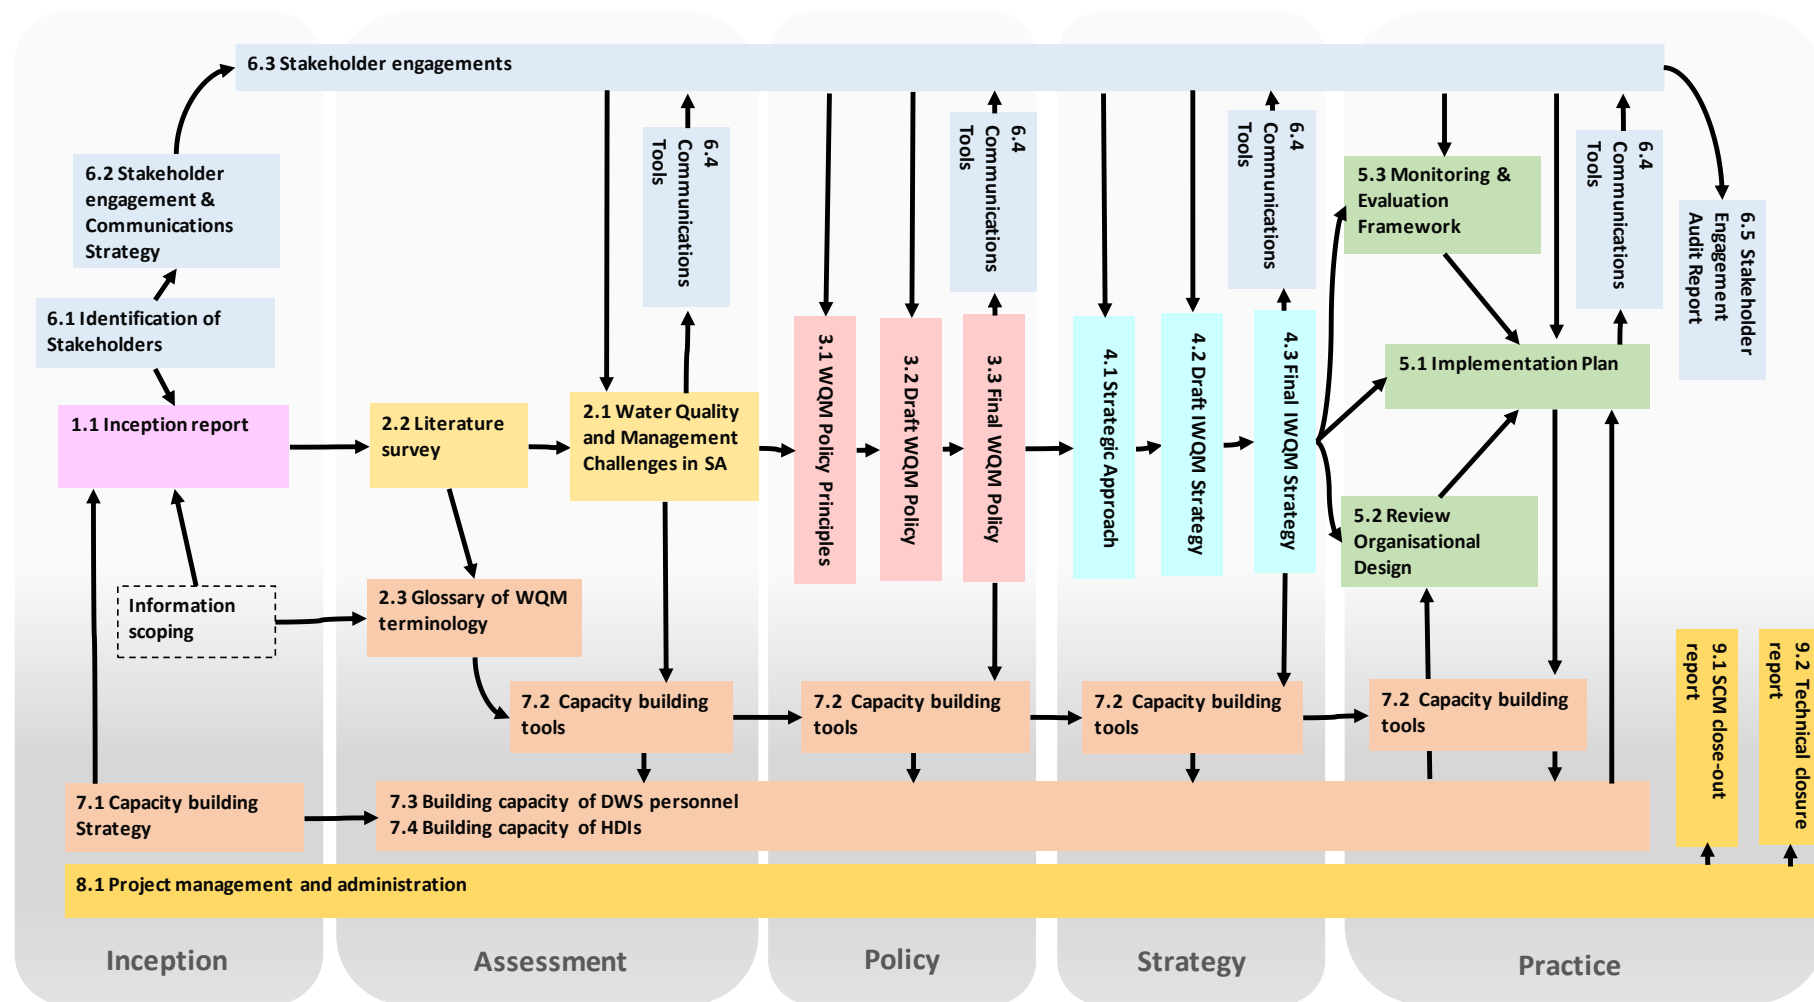 6.3 Stakeholder engagements
6.2 Stakeholder
engagement &
Communications
Strategy
6.1 Identification of
Stakeholders
1.1 Inception report
Information
scoping
7.1 Capacity building
Strategy
2.2 Literature
survey
2.1 Water Quality
and Management
Challenges in SA
6.4
Communications
Tools
2.3 Glossary of WQM
terminology
7.2 Capacity building
tools
3.1 WQM Policy Principles
3.2 Draft WQM Policy
3.3 Final WQM Policy
6.4
Communications
Tools
7.2 Capacity building
tools
4.1 Strategic Approach
4.2 Draft IWQM Strategy
4.3 Final IWQM Strategy
6.4
Communications
Tools
7.2 Capacity building
tools
5.3 Monitoring &
Evaluation
Framework
5.1 Implementation Plan
5.2 Review
Organisational
Design
6.4
Communications
Tools
6.5 Stakeholder
Engagement
Audit Report
7.2 Capacity building
tools
7.3 Building capacity of DWS personnel
7.4 Building capacity of HDIs
9.1 SCM close-out
report
9.2 Technical closure
report
8.1 Project management and administration
Inception
Assessment
Policy
Strategy
Practice